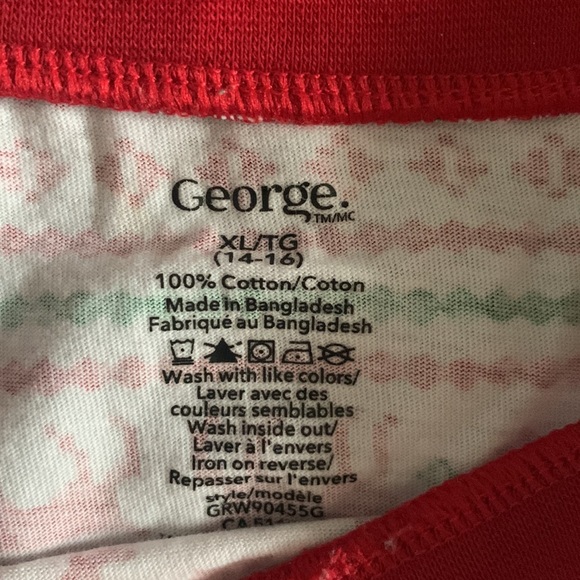 George.
TM/MC
XL/TG
(14-16)
100% Cotton/Coton
Made in Bangladesh
Fabriqué au Bangladesh
Wash with like colors/
Laver avec des
couleurs semblables
Wash inside out/
Laver à l'envers
Iron on reverse/
Repasser sur l'envers
style/modèle
GRW90455G
CA